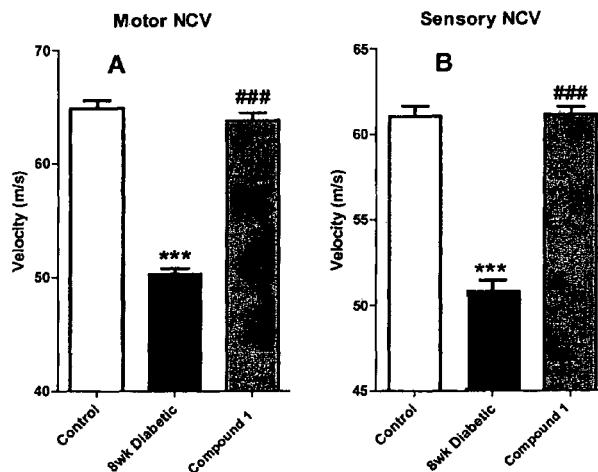 Motor NCV
A
Velocity (m/s)
70
60
50
40
***
###
Control
8wk Diabetic
Compound 1
Sensory NCV
B
Velocity (m/s)
65
60
55
50
45
***
###
Control
8wk Diabetic
Compound 1